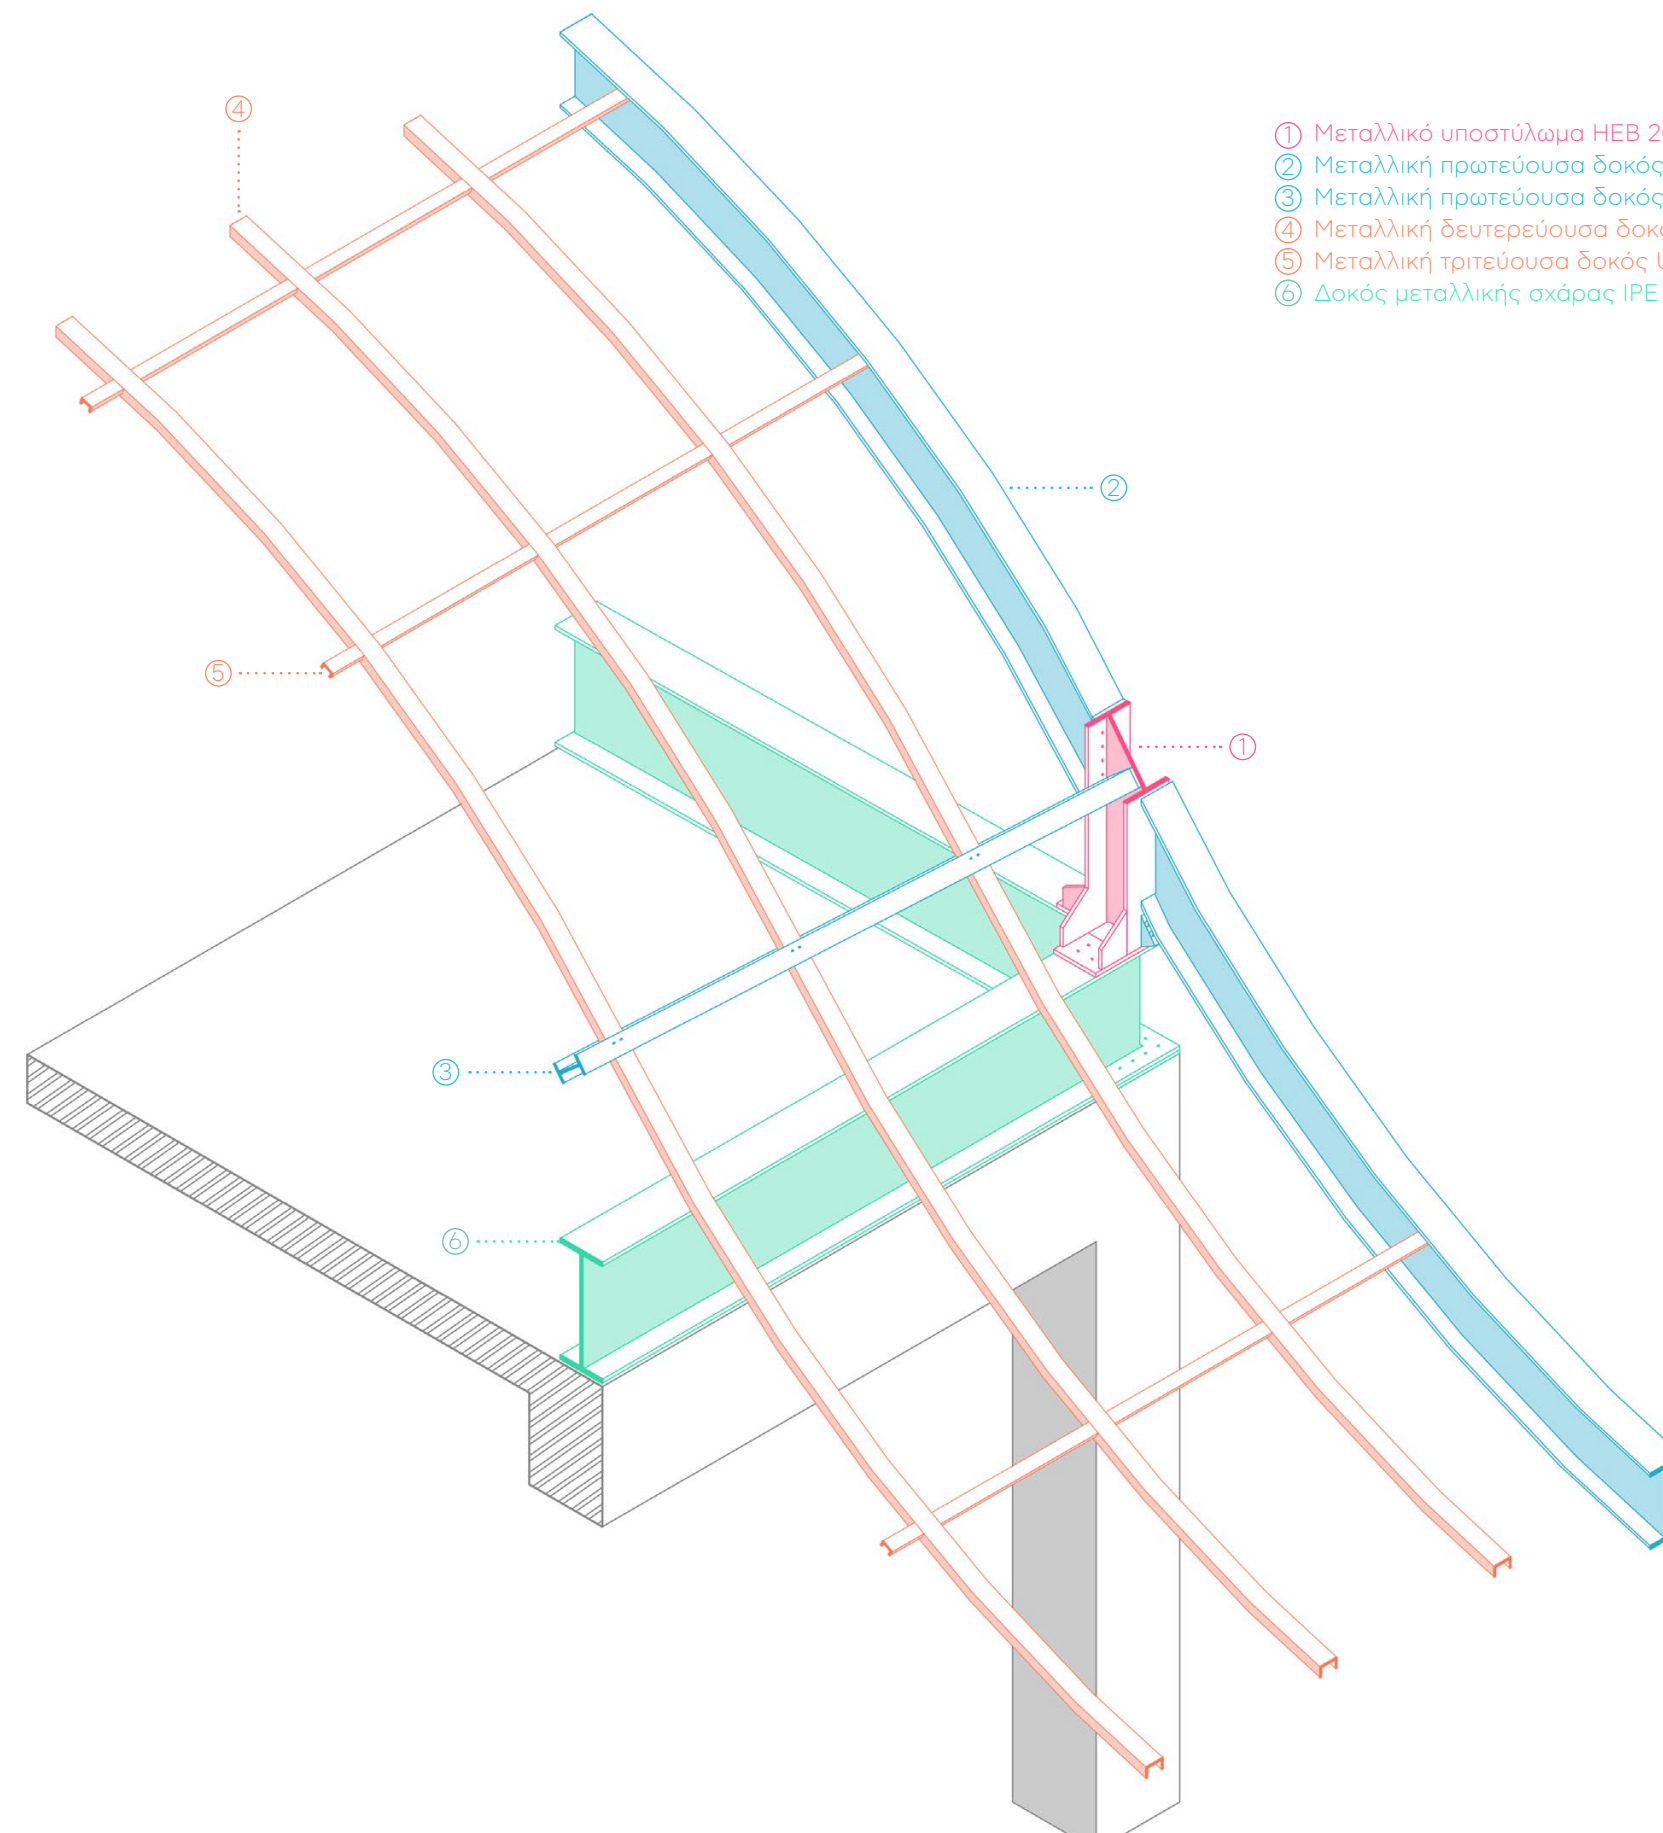 ① Μεταλλικό υποστύλωμα HEB 2
② Μεταλλική πρωτεύουσα δοκός
③ Μεταλλική πρωτεύουσα δοκός
④ Μεταλλική δευτερεύουσα
⑤ Μεταλλική τριτεύουσα δοκός U
⑥ Δοκός μεταλλικής σχάρας IPE
④
②
⑤
①
③
⑥